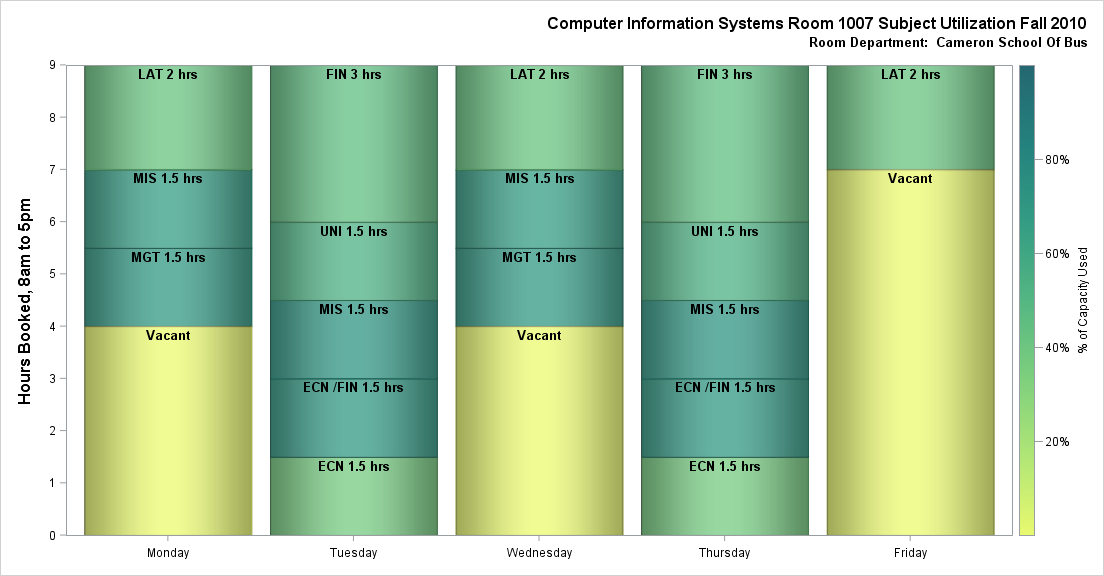 Computer Information Systems Room 1007 Subject Utilization Fall 2010
Room Department:  Cameron School Of Bus
Hours Booked, 8am to 5pm
9
8
7
6
5
4
3
2
1
0
LAT 2 hrs
MIS 1.5 hrs
MGT 1.5 hrs
Vacant
Monday
FIN 3 hrs
UNI 1.5 hrs
MIS 1.5 hrs
ECN /FIN 1.5 hrs
ECN 1.5 hrs
Tuesday
LAT 2 hrs
MIS 1.5 hrs
MGT 1.5 hrs
Vacant
Wednesday
FIN 3 hrs
UNI 1.5 hrs
MIS 1.5 hrs
ECN /FIN 1.5 hrs
ECN 1.5 hrs
Thursday
LAT 2 hrs
Vacant
Friday
80%
60%
40%
20%
% of Capacity Used